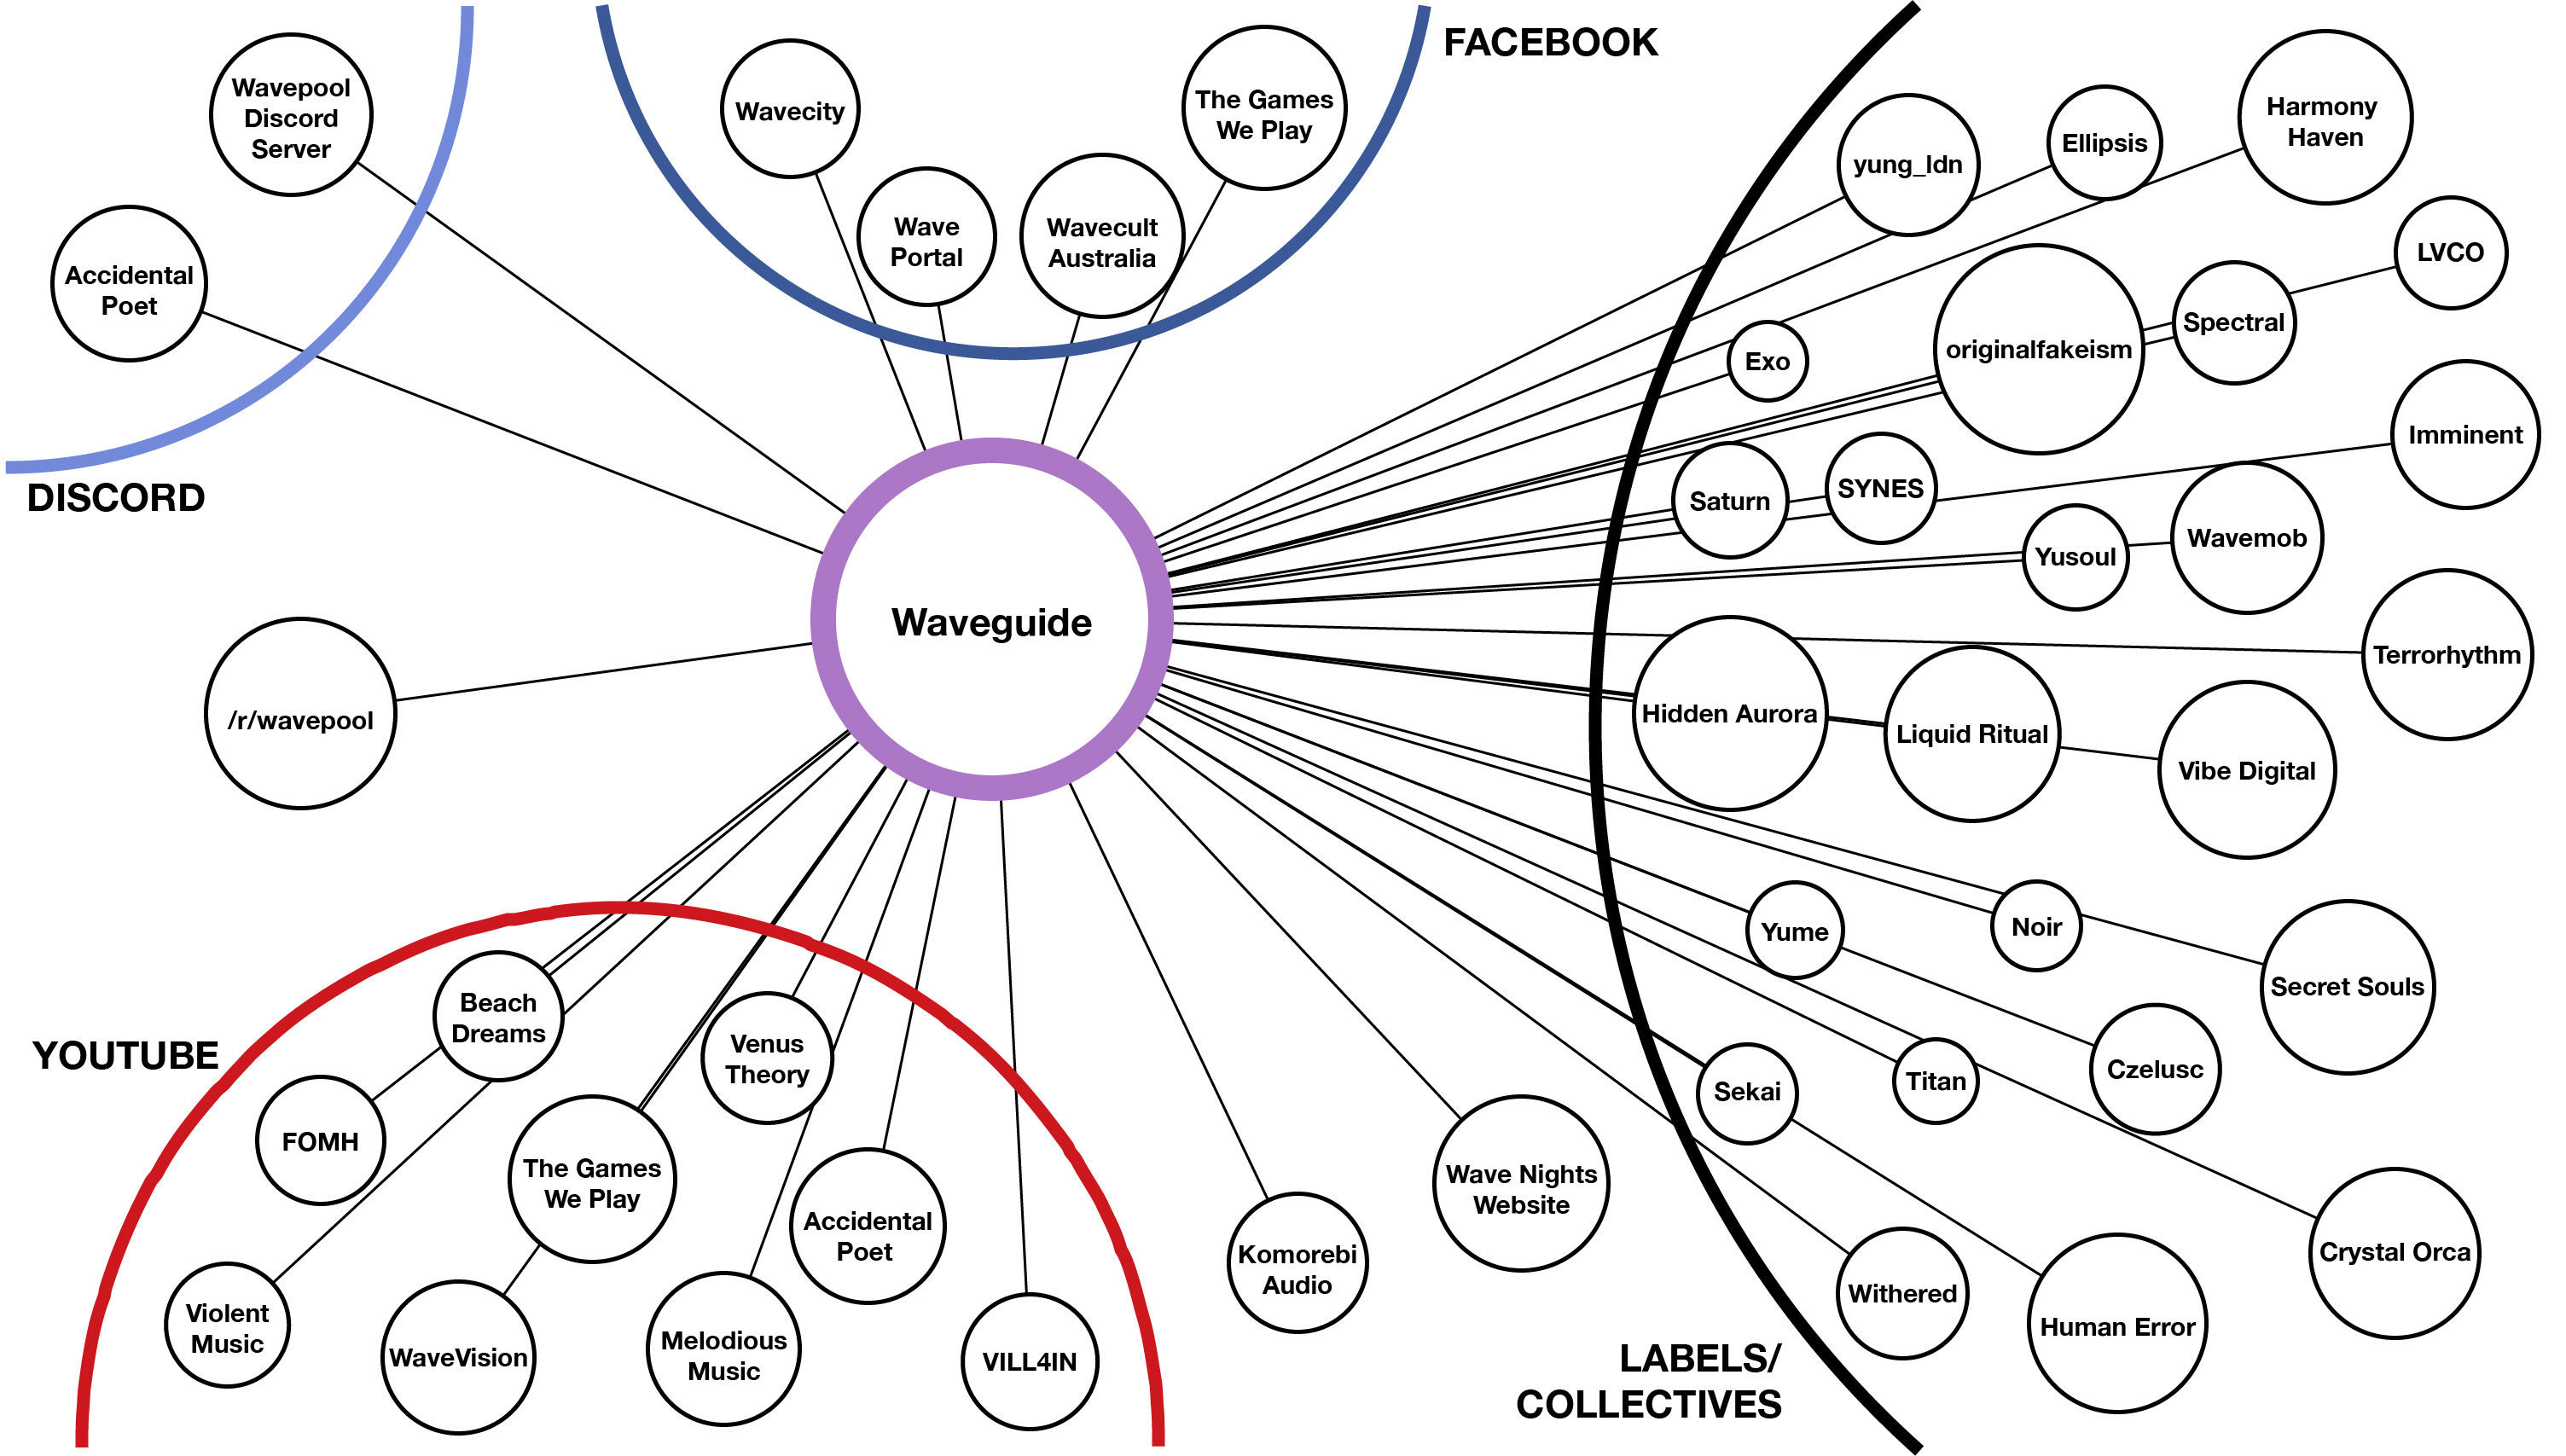 Wavepool
Discord
Server
Accidental
Poet
DISCORD
Wavecity
Wave
Portal
Wavecult
Australia
The Games
We Play
FACEBOOK
yung_ldn
Ellipsis
Harmony
Haven
LVCO
originalfakeism
Spectral
Exo
Imminent
Saturn
SYNES
Wavemob
Yusoul
Waveguide
Terrorhythm
/r/wavepool
Hidden Aurora
Liquid Ritual
Vibe Digital
Yume
Noir
Secret Souls
Czelusc
Sekai
Titan
Crystal Orca
Withered
Human Error
LABELS/
COLLECTIVES
Wave Nights
Website
Komorebi
Audio
YOUTUBE
Beach
Dreams
Venus
Theory
FOMH
The Games
We Play
Accidental
Poet
Violent
Music
WaveVision
Melodious
Music
VILL4IN